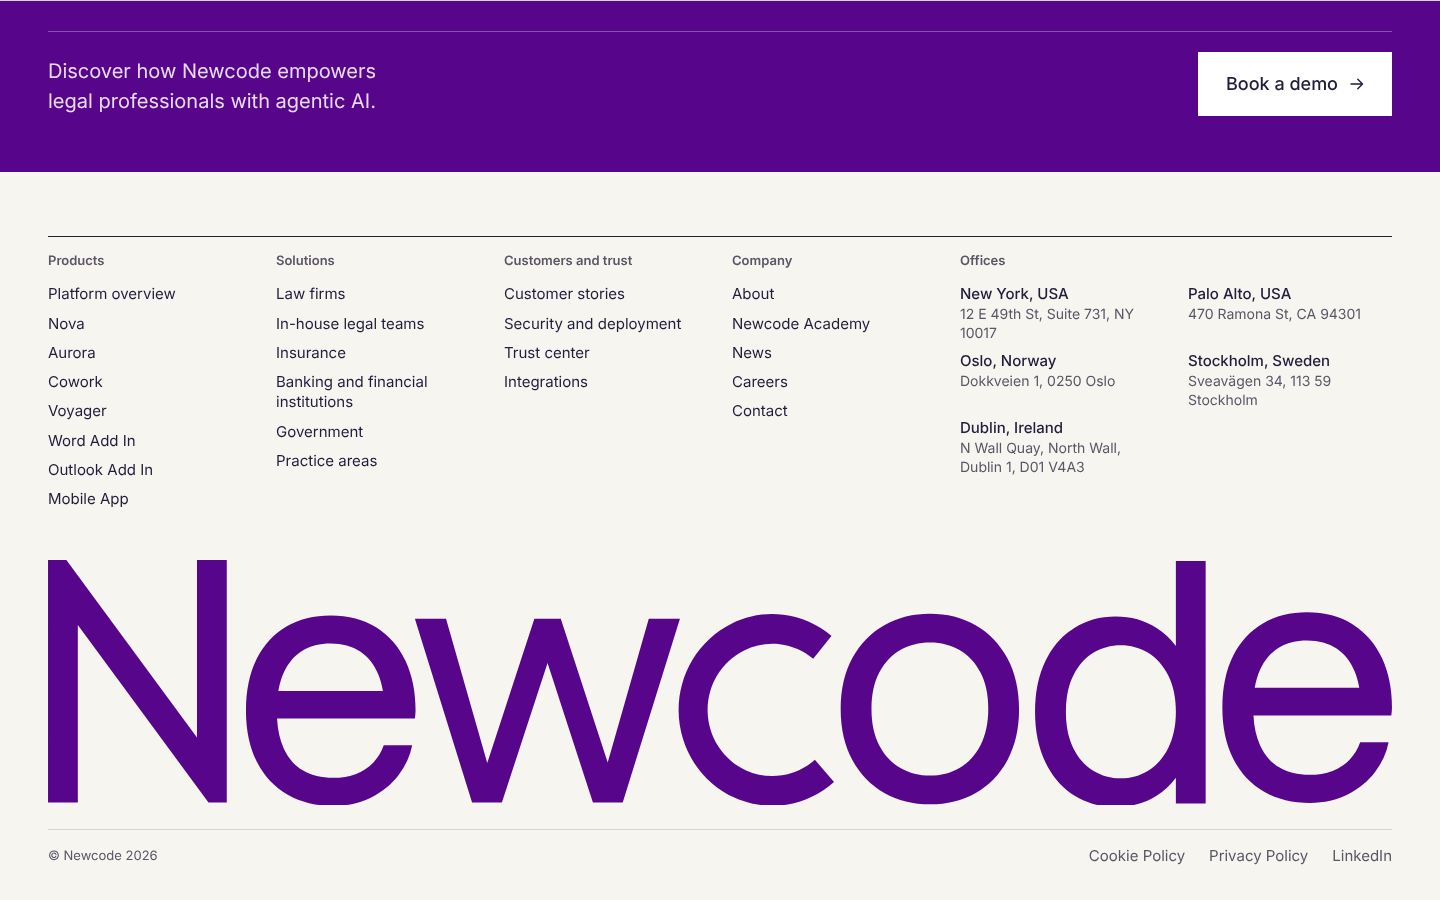 Discover how Newcode empowers
legal professionals with agentic AI.
Book a demo →
Products
Platform overview
Nova
Aurora
Cowork
Voyager
Word Add In
Outlook Add In
Mobile App
Solutions
Law firms
In-house legal teams
Insurance
Banking and financial
institutions
Government
Practice areas
Customers and trust
Customer stories
Security and deployment
Trust center
Integrations
Company
About
Newcode Academy
News
Careers
Contact
Offices
New York, USA
12 E 49th St, Suite 731, NY
10017
Palo Alto, USA
470 Ramona St, CA 94301
Oslo, Norway
Dokkveien 1, 0250 Oslo
Stockholm, Sweden
Sveavägen 34, 113 59
Stockholm
Dublin, Ireland
N Wall Quay, North Wall,
Dublin 1, D01 V4A3
Newcode
© Newcode 2026
Cookie Policy
Privacy Policy
LinkedIn